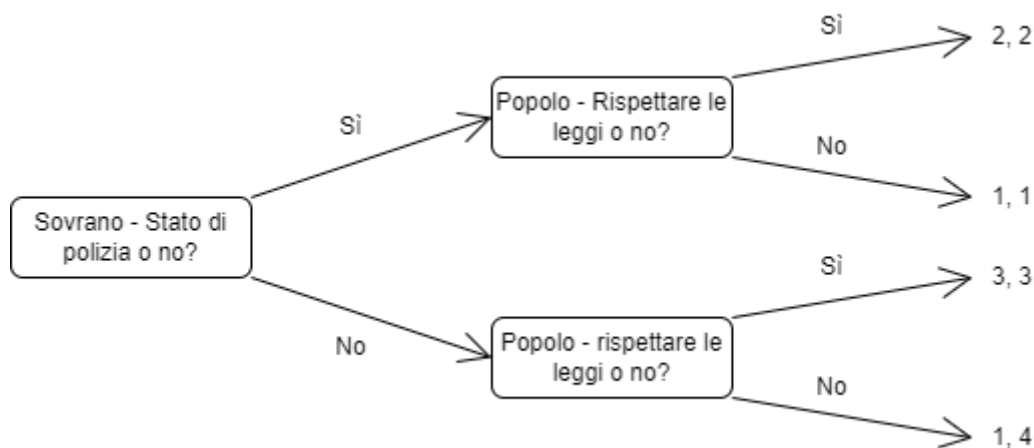 Sì
2, 2
Popolo - Rispettare le
leggi o no?
Sì
No
1, 1
Sovrano - Stato di
polizia o no?
Sì
3, 3
No
Popolo - rispettare le
leggi o no?
No
1, 4